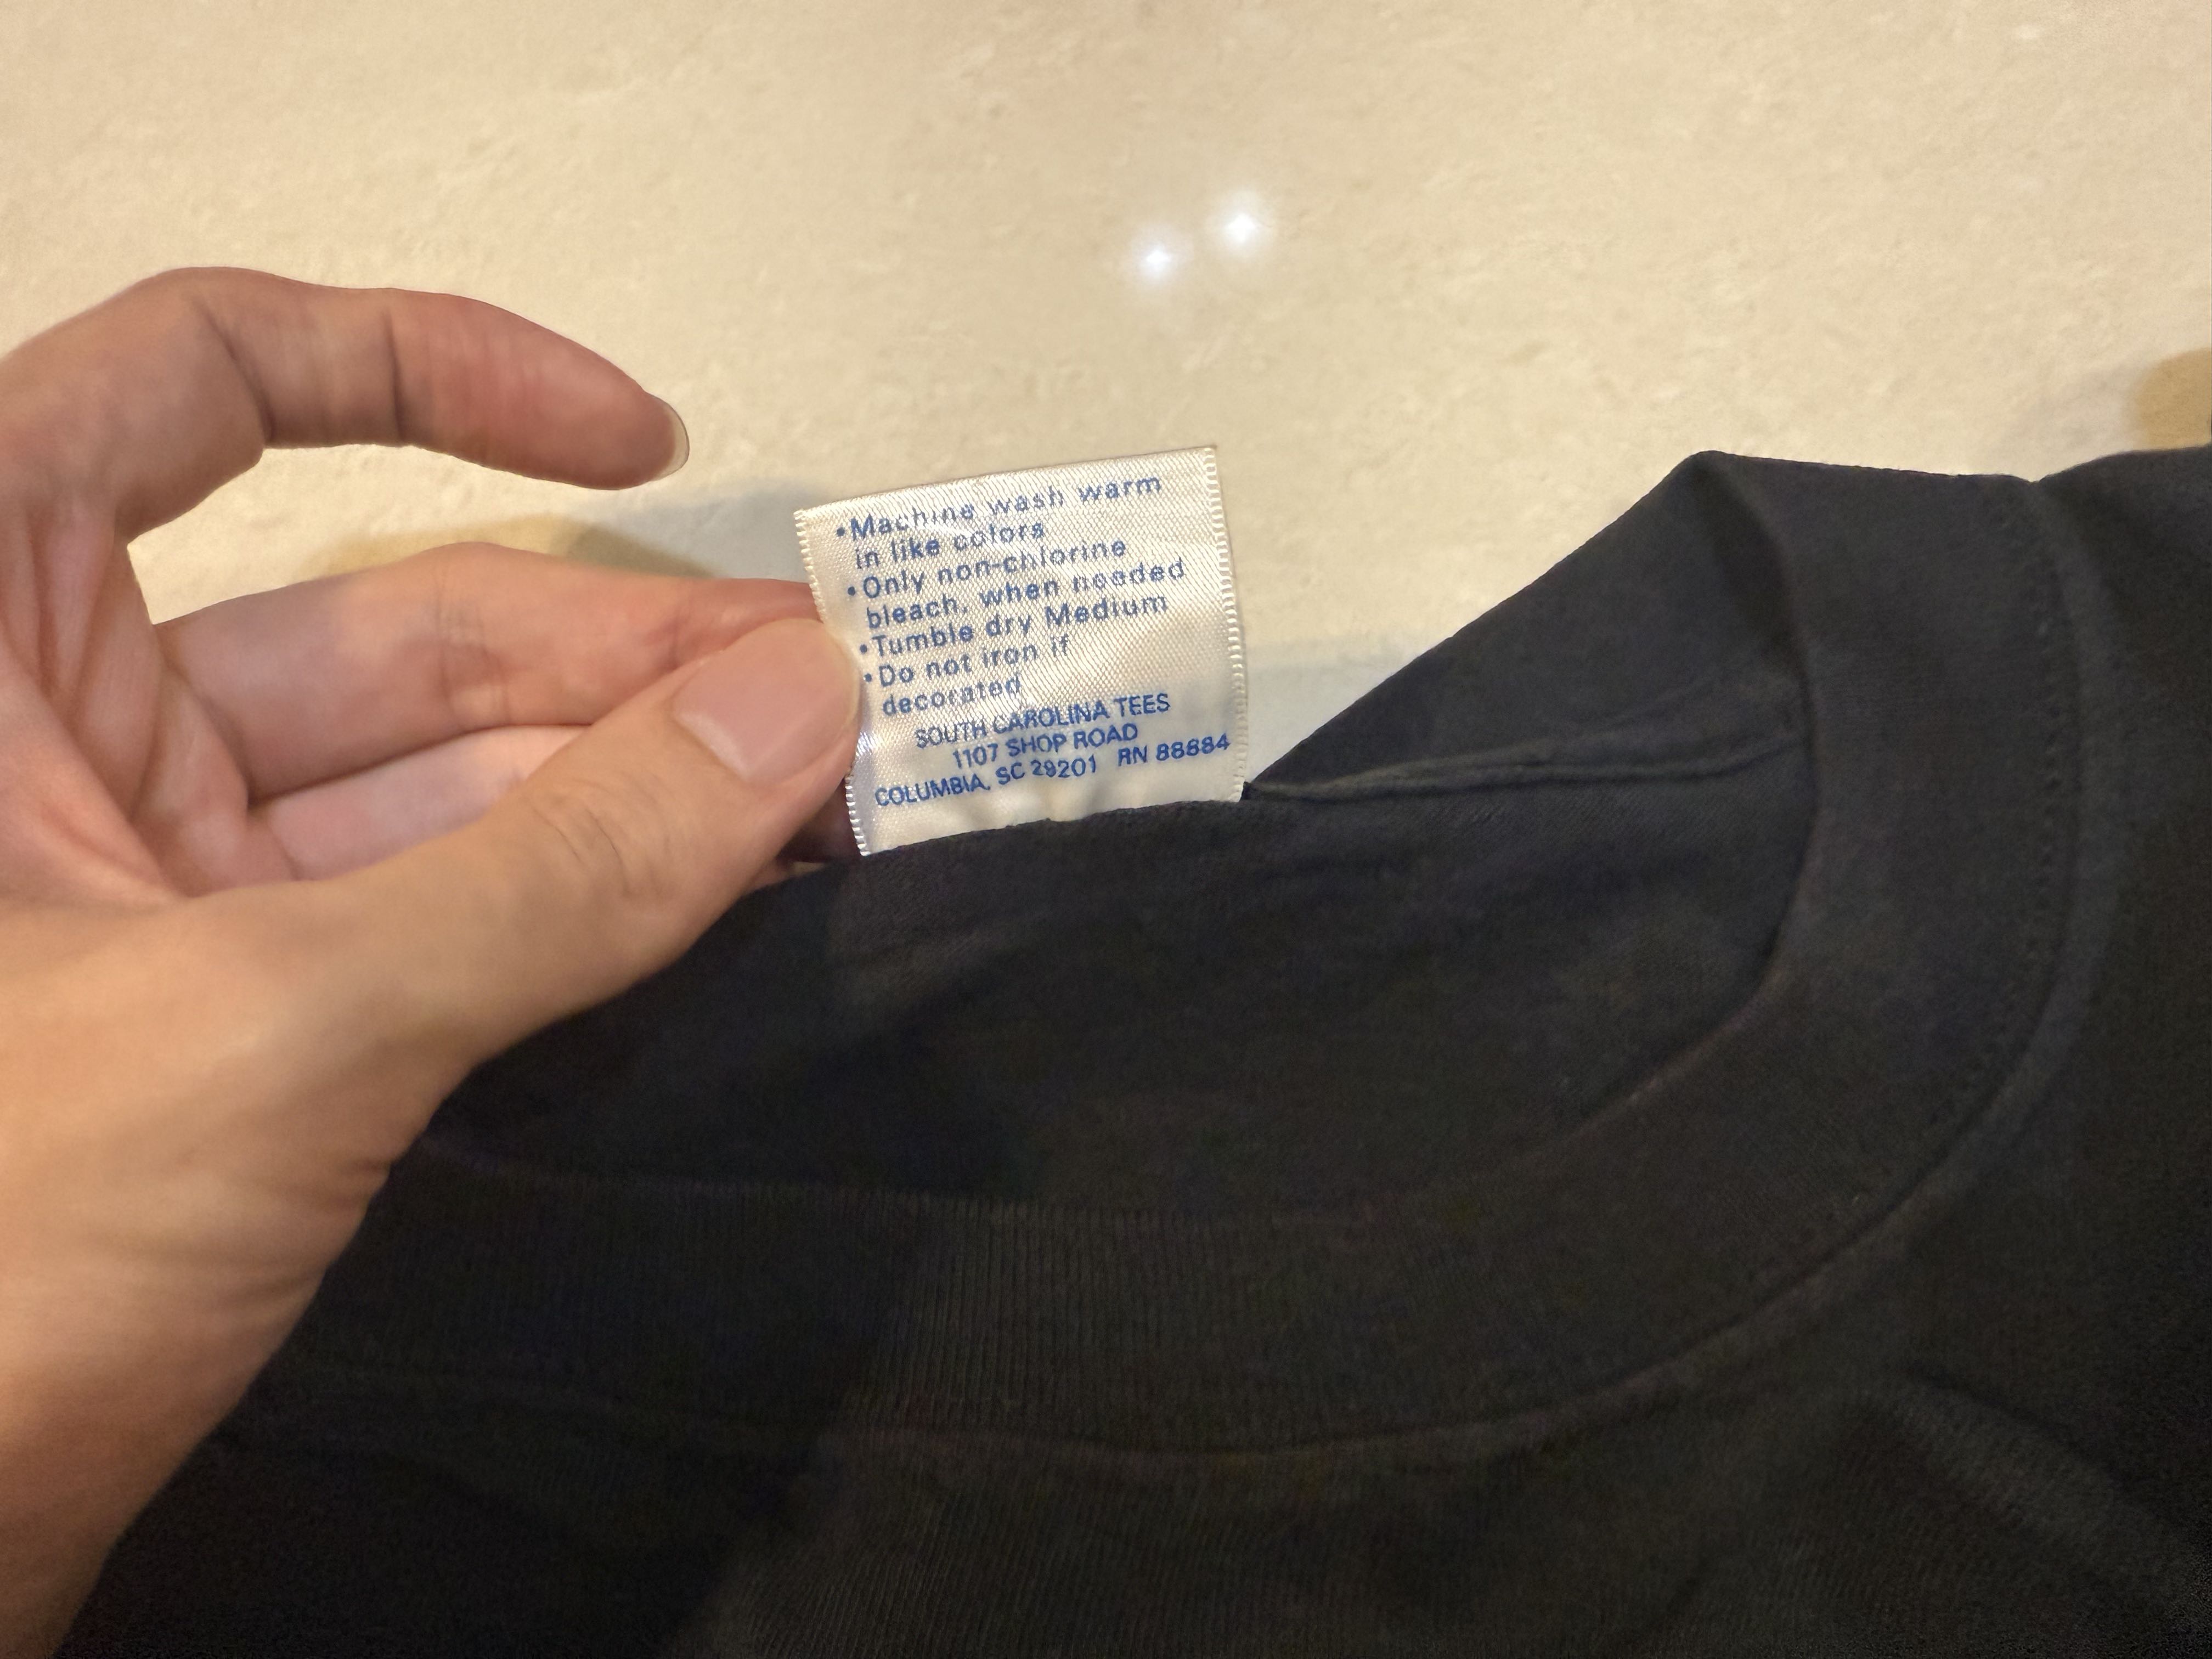 •Machine wash warm
in like colors
•Only non-chlorine
bleach, when needed
•Tumble dry Medium
•Do not iron if
decorated
SOUTH CAROLINA TEES
1107 SHOP ROAD
COLUMBIA, SC 29201 RN 88884